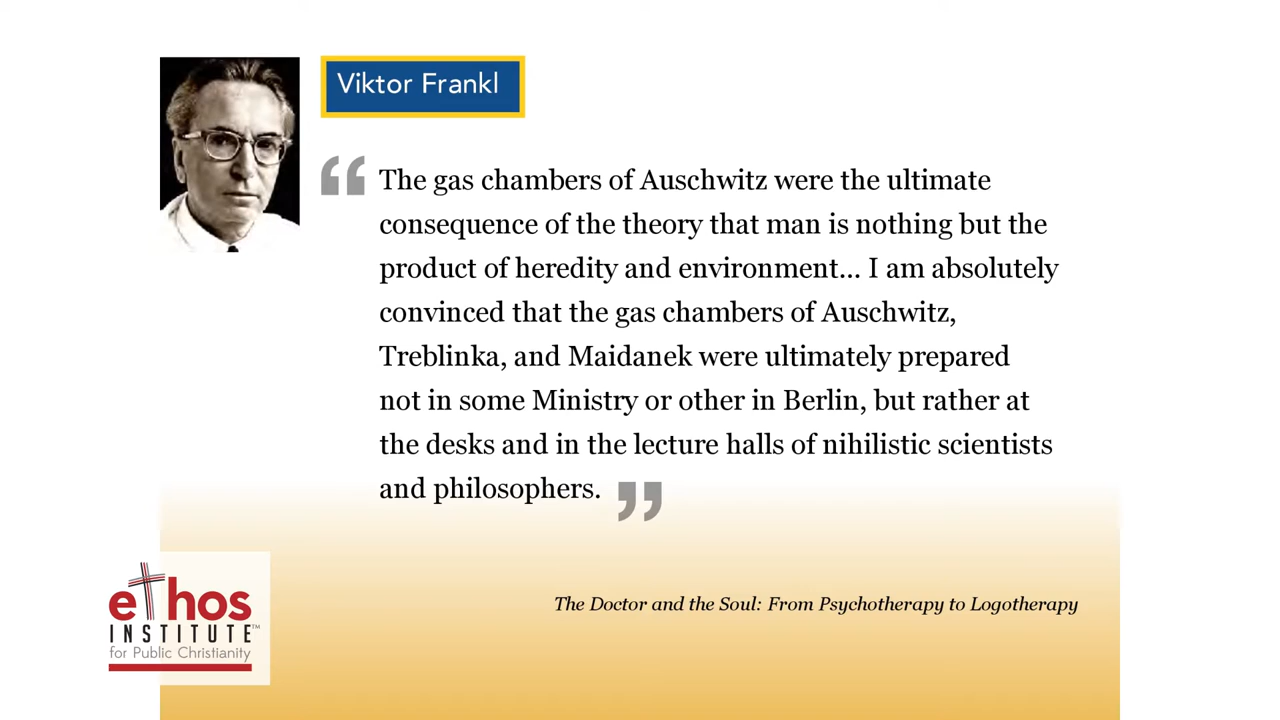 Viktor Frankl
“ The gas chambers of Auschwitz were the ultimate
consequence of the theory that man is nothing but the
product of heredity and environment... I am absolutely
convinced that the gas chambers of Auschwitz,
Treblinka, and Maidanek were ultimately prepared
not in some Ministry or other in Berlin, but rather at
the desks and in the lecture halls of nihilistic scientists
and philosophers. ”
The Doctor and the Soul: From Psychotherapy to Logotherapy
ethos
INSTITUTE™
for Public Christianity